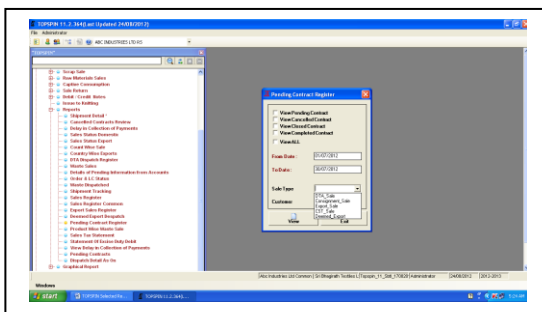 TOPSPIN 11.2.364[Last Updated 24/08/2012]
File Administrator
ABC INDUSTRIES LTD RS
Scrap Sale
Raw Materials Sales
Captive Consumption
Sale Return
Debit / Credit Notes
Issue to Knitting
Reports
Shipment Detail
Cancelled Contracts Review
Delay in Collection of Payments
Sales Status Domestic
Sales Status Export
Count Wise Sale
Country Wise Exports
DTA Dispatch Register
Waste Sales
Details of Pending Information from Accounts
Order & LC Status
Waste Dispatched
Shipment Tracking
Sales Register
Sales Register Common
Export Sales Register
Deemed Export Despatch
Pending Contract Register
Product Wise Waste Sale
Sales Tax Statement
Statement Of Excise Duty Debit
View Delay in Collection of Payments
Pending Contracts
Dispatch Detail As On
Graphical Report
Pending Contract Register
View Pending Contract
View Cancelled Contract
View Closed Contract
View Completed Contract
View ALL
From Date : 01/07/2012
To Date : 30/07/2012
Sale Type
DTA_Sale
Consignment_Sale
Export_Sale
CST_Sale
Deemed_Export
Customer
View Exit
24/08/2012 2012-2013
Windows
start TOPSPIN 11.2.364[... 5:23 AM